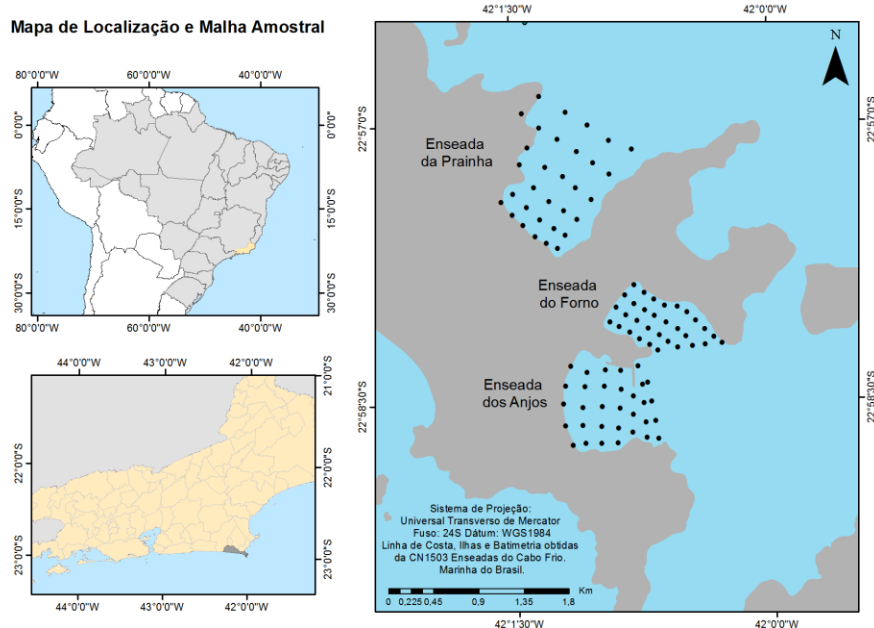 Mapa de Localização e Malha Amostral
80°0'0"W 60°0'0"W 40°0'0"W
0°0'0" 0°0'0"
15°0'0"S 15°0'0"S
30°0'0"S 30°0'0"S
80°0'0"W 60°0'0"W 40°0'0"W
44°0'0"W 43°0'0"W 42°0'0"W
21°0'0"S
22°0'0"S 22°0'0"S
23°0'0"S 23°0'0"S
44°0'0"W 43°0'0"W 42°0'0"W
42°1'30"W 42°0'0"W
N
22°57'0"S 22°57'0"S
Enseada
da Prainha
Enseada
do Forno
Enseada
dos Anjos
22°58'30"S 22°58'30"S
Sistema de Projeção:
Universal Transverso de Mercator
Fuso: 24S Dátum: WGS1984
Linha de Costa, Ilhas e Batimetria obtidas
da CN1503 Enseadas do Cabo Frio.
Marinha do Brasil.
Km
0 0,225 0,45 0,9 1,35 1,8
42°1'30"W 42°0'0"W